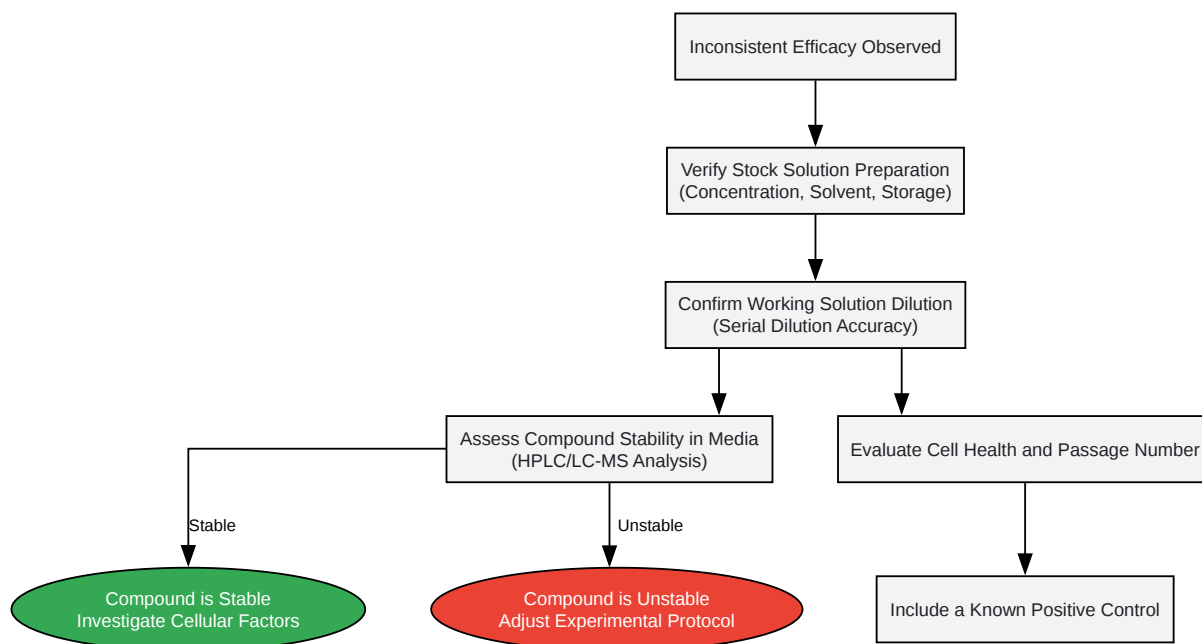 Inconsistent Efficacy Observed
Verify Stock Solution Preparation
(Concentration, Solvent, Storage)
Confirm Working Solution Dilution
(Serial Dilution Accuracy)
Assess Compound Stability in Media
(HPLC/LC-MS Analysis)
Evaluate Cell Health and Passage Number
Stable
Unstable
Compound is Stable
Investigate Cellular Factors
Compound is Unstable
Adjust Experimental Protocol
Include a Known Positive Control